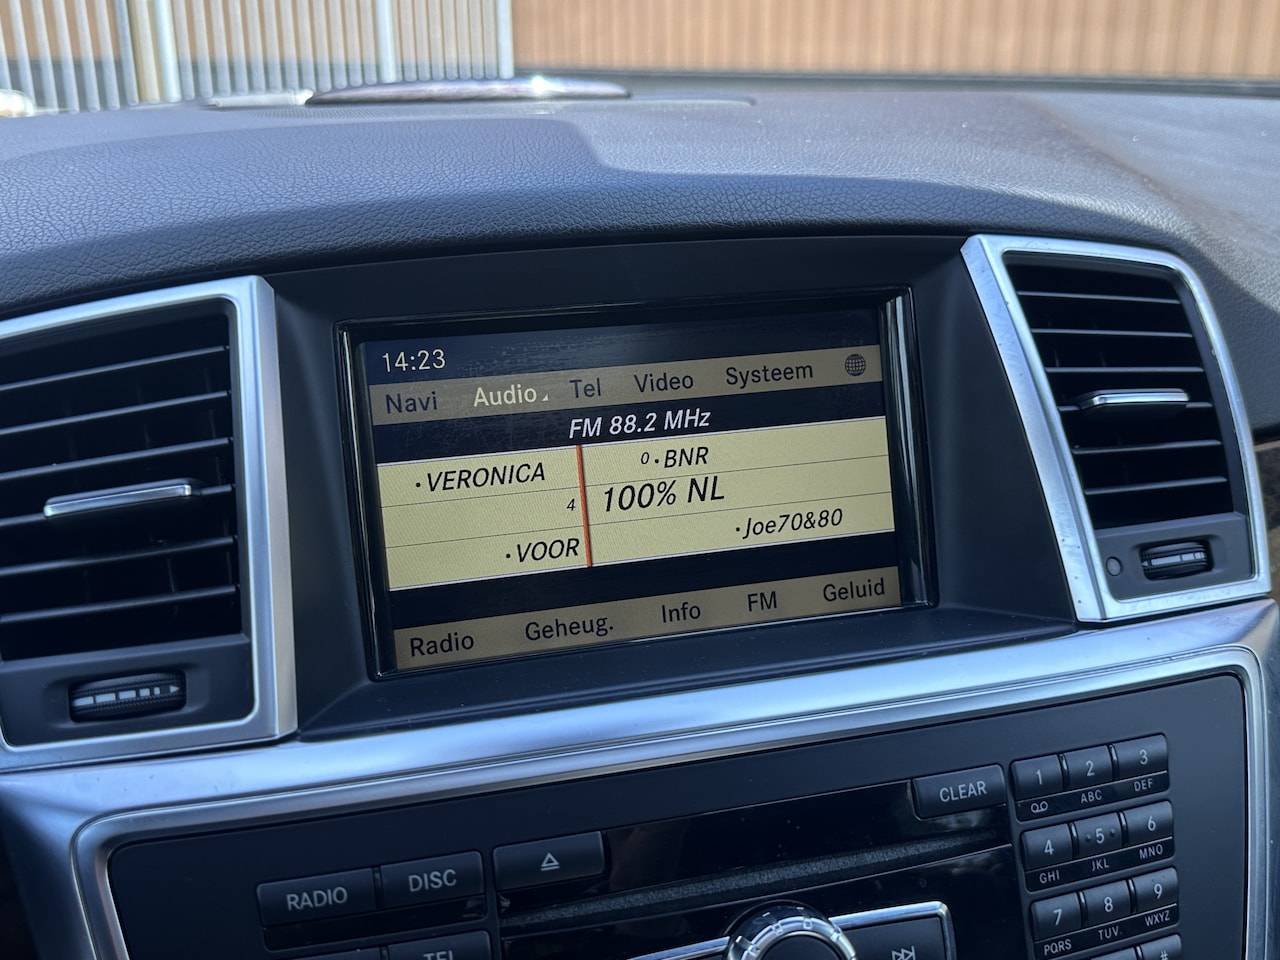 14:23
Navi Audio Tel Video Systeem
FM 88.2 MHz
·VERONICA 0·BNR
4 100% NL
·VOOR ·Joe70&80
Radio Geheug. Info FM Geluid
CLEAR 1 2 3
ABC DEF
RADIO DISC 4 5 6
GHI JKL MNO
TEL 7 8 9
PQRS TUV WXYZ
#